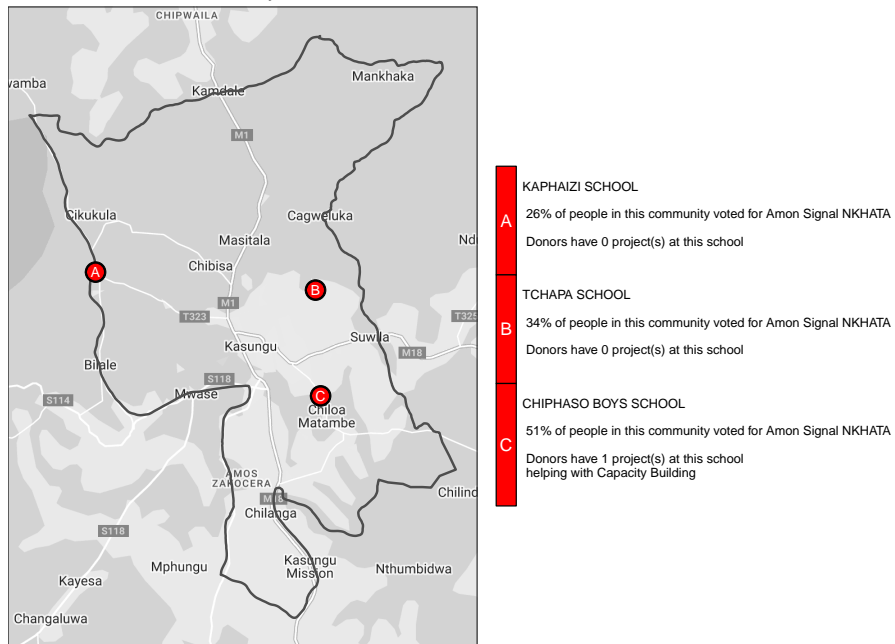 CHIPWAILA
Mankhaka
Kamdale
M1
Cikukula
Cagweluka
Masitala
Chibisa
A
B
M1
T323
T325
Suwila
Kasungu
M18
Bilale
S118
S114
Mwase
C
Chiloa
Matambe
AMOS
ZAKOCERA
Chilanga
S118
Kasungu
Mission
Mphungu
Nthumbidwa
Kayesa
Changaluwa
A
KAPHAIZI SCHOOL
26% of people in this community voted for Amon Signal NKHATA
Donors have 0 project(s) at this school
B
TCHAPA SCHOOL
34% of people in this community voted for Amon Signal NKHATA
Donors have 0 project(s) at this school
C
CHIPHASO BOYS SCHOOL
51% of people in this community voted for Amon Signal NKHATA
Donors have 1 project(s) at this school
helping with Capacity Building